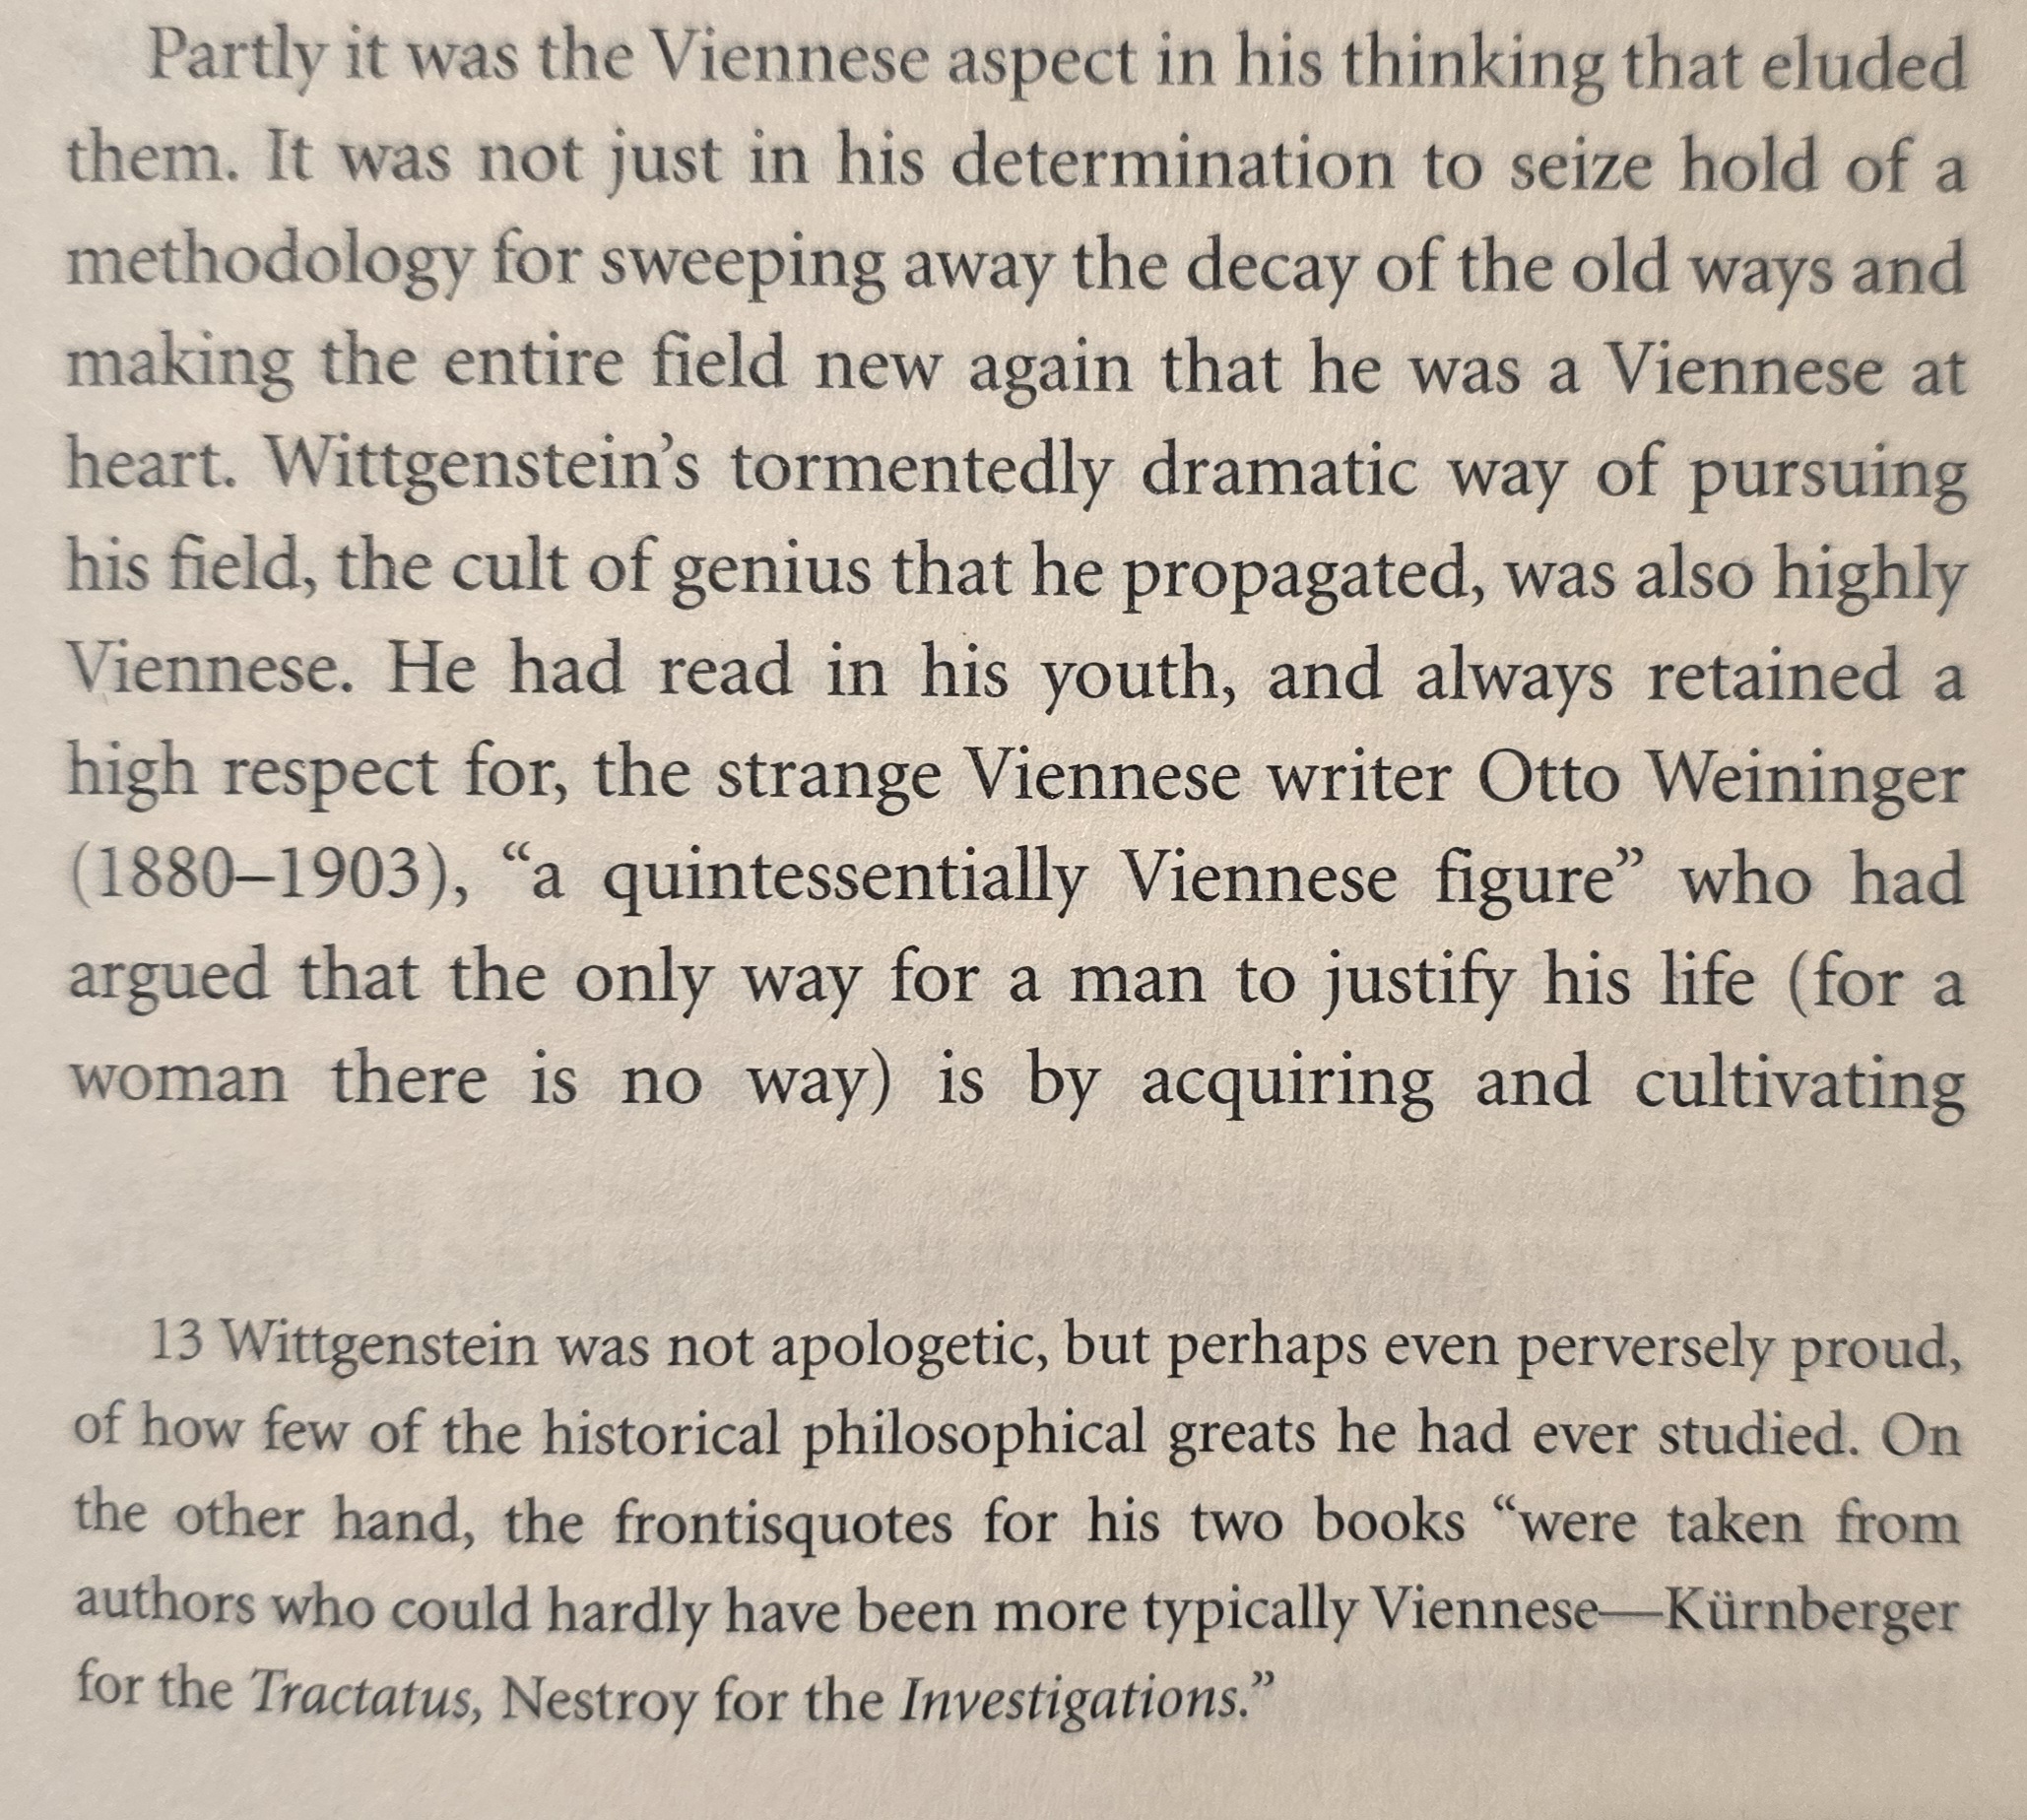 Partly it was the Viennese aspect in his thinking that eluded
them. It was not just in his determination to seize hold of a
methodology for sweeping away the decay of the old ways and
making the entire field new again that he was a Viennese at
heart. Wittgenstein’s tormentedly dramatic way of pursuing
his field, the cult of genius that he propagated, was also highly
Viennese. He had read in his youth, and always retained a
high respect for, the strange Viennese writer Otto Weininger
(1880–1903), “a quintessentially Viennese figure” who had
argued that the only way for a man to justify his life (for a
woman there is no way) is by acquiring and cultivating
13 Wittgenstein was not apologetic, but perhaps even perversely proud,
of how few of the historical philosophical greats he had ever studied. On
the other hand, the frontisquotes for his two books “were taken from
authors who could hardly have been more typically Viennese—Kürnberger
for the Tractatus, Nestroy for the Investigations.”